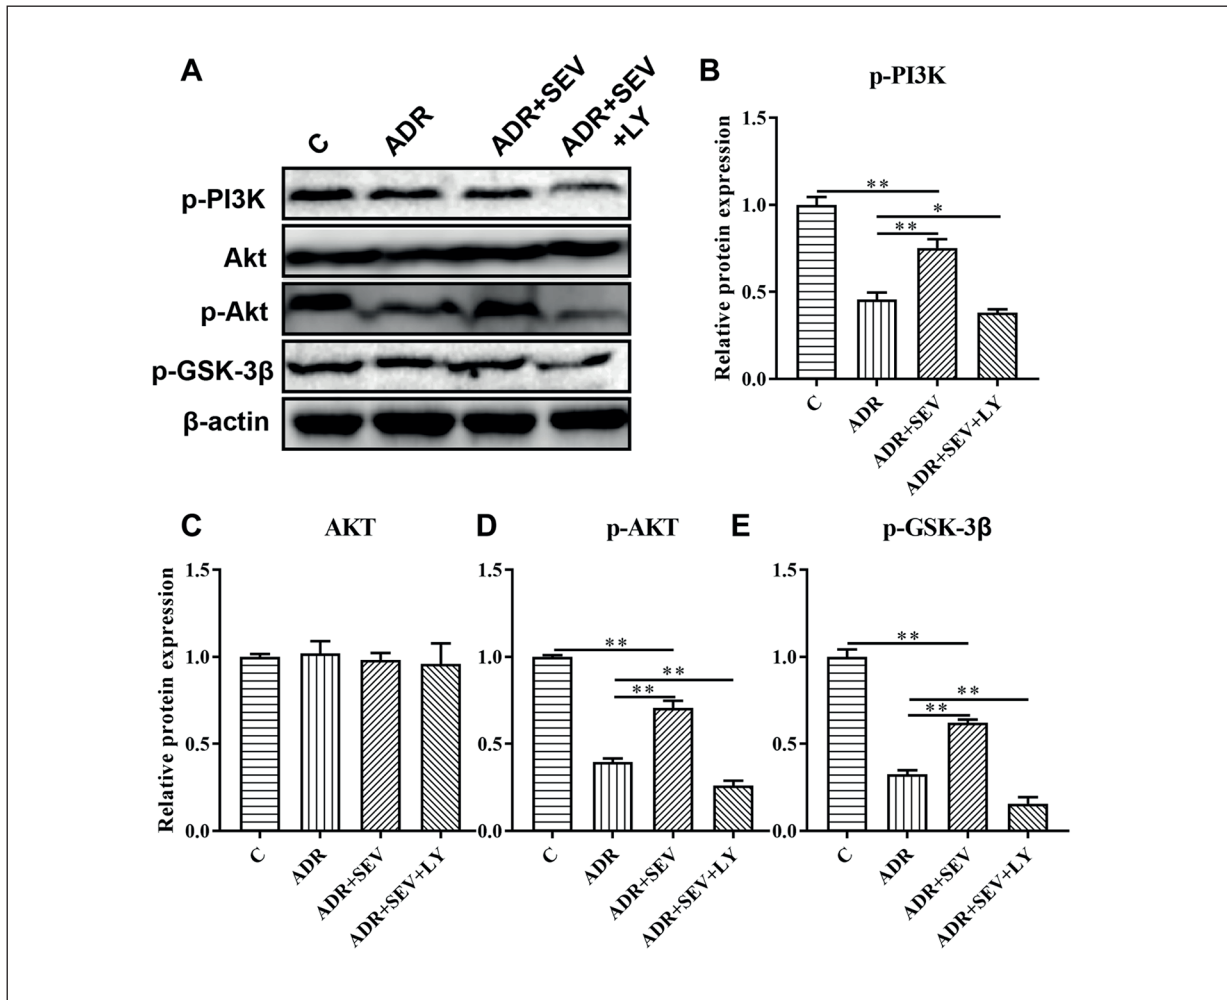 A
C
ADR
ADR+SEV
ADR+SEV
+LY
p-PI3K
Akt
p-Akt
p-GSK-3β
β-actin
B
p-PI3K
Relative protein expression
1.5
1.0
0.5
0.0
**
*
**
C
ADR
ADR+SEV
ADR+SEV+LY
C
AKT
Relative protein expression
1.5
1.0
0.5
0.0
C
ADR
ADR+SEV
ADR+SEV+LY
D
p-AKT
1.5
1.0
0.5
0.0
**
**
**
C
ADR
ADR+SEV
ADR+SEV+LY
E
p-GSK-3β
1.5
1.0
0.5
0.0
**
**
**
C
ADR
ADR+SEV
ADR+SEV+LY